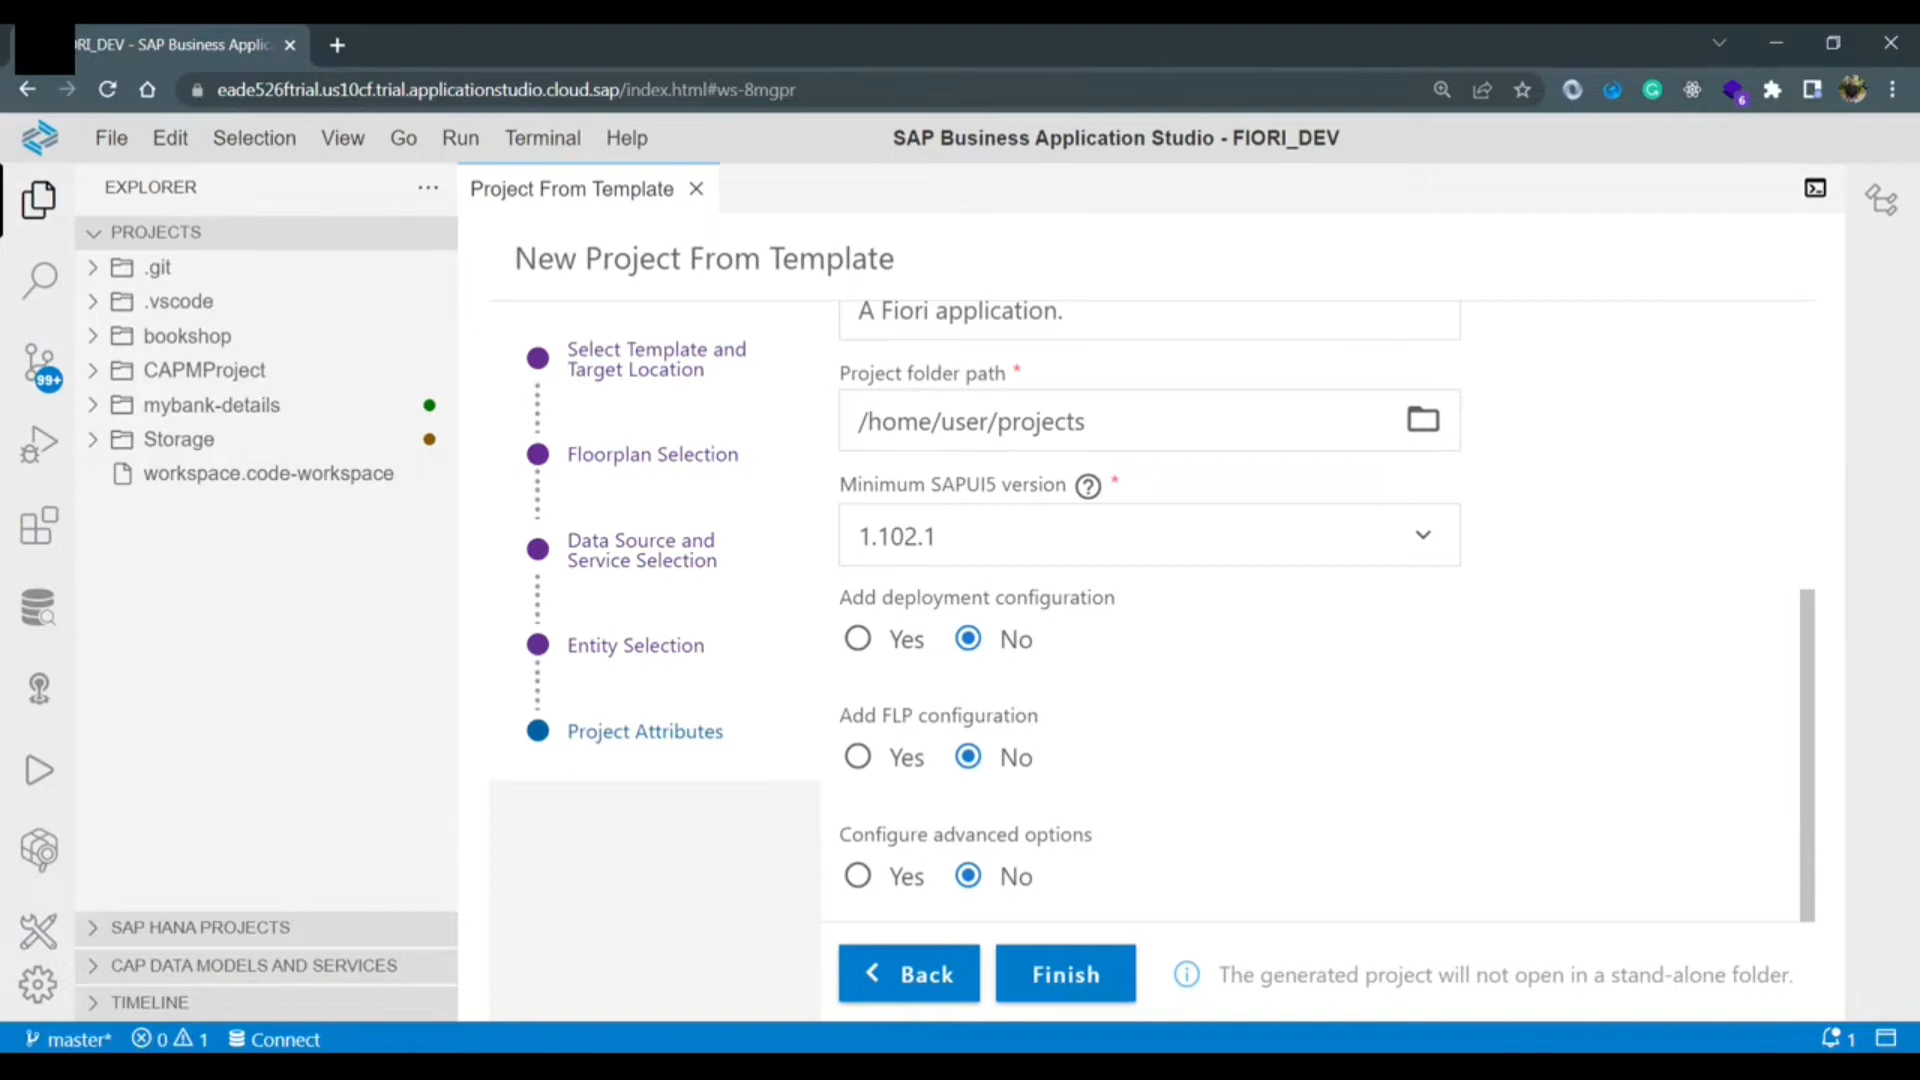 RI_DEV - SAP Business Applic
eade526ftrial.us10cf.trial.applicationstudio.cloud.sap/index.html#ws-8mgpr
6
File Edit Selection View Go Run Terminal Help
SAP Business Application Studio - FIORI_DEV
EXPLORER
PROJECTS
.git
.vscode
bookshop
CAPMProject
mybank-details
Storage
workspace.code-workspace
99+
SAP HANA PROJECTS
CAP DATA MODELS AND SERVICES
TIMELINE
Project From Template
New Project From Template
Select Template and
Target Location
Floorplan Selection
Data Source and
Service Selection
Entity Selection
Project Attributes
A Fiori application.
Project folder path *
/home/user/projects
Minimum SAPUI5 version ? *
1.102.1
Add deployment configuration
Yes No
Add FLP configuration
Yes No
Configure advanced options
Yes No
Back Finish
The generated project will not open in a stand-alone folder.
master* 0 1 Connect
1